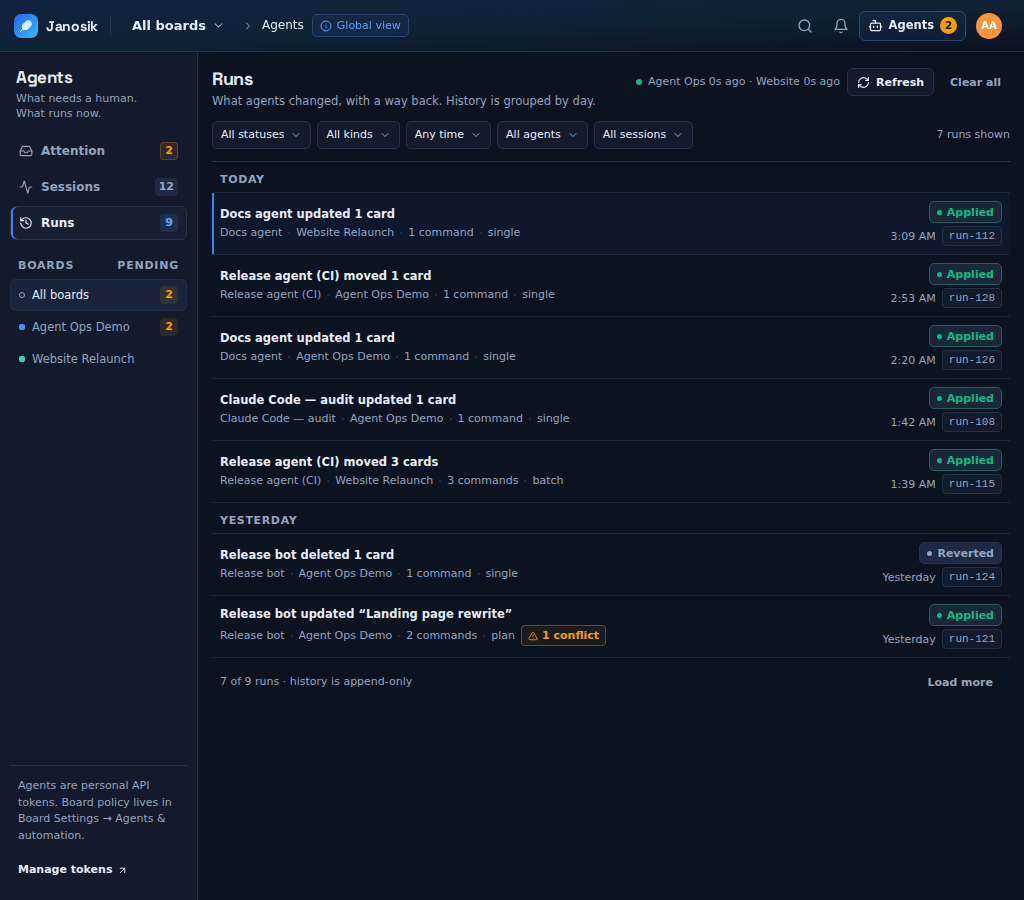 Janosik
All boards
Agents
Global view
Agents 2
AA
Agents
What needs a human.
What runs now.
Attention 2
Sessions 12
Runs 9
BOARDS PENDING
All boards 2
Agent Ops Demo 2
Website Relaunch
Agents are personal API
tokens. Board policy lives in
Board Settings → Agents &
automation.
Manage tokens
Runs
What agents changed, with a way back. History is grouped by day.
Agent Ops 0s ago · Website 0s ago
Refresh
Clear all
All statuses
All kinds
Any time
All agents
All sessions
7 runs shown
TODAY
Docs agent updated 1 card
Docs agent · Website Relaunch · 1 command · single
Applied
3:09 AM run-112
Release agent (CI) moved 1 card
Release agent (CI) · Agent Ops Demo · 1 command · single
Applied
2:53 AM run-128
Docs agent updated 1 card
Docs agent · Agent Ops Demo · 1 command · single
Applied
2:20 AM run-126
Claude Code — audit updated 1 card
Claude Code — audit · Agent Ops Demo · 1 command · single
Applied
1:42 AM run-108
Release agent (CI) moved 3 cards
Release agent (CI) · Website Relaunch · 3 commands · batch
Applied
1:39 AM run-115
YESTERDAY
Release bot deleted 1 card
Release bot · Agent Ops Demo · 1 command · single
Reverted
Yesterday run-124
Release bot updated “Landing page rewrite”
Release bot · Agent Ops Demo · 2 commands · plan 1 conflict
Applied
Yesterday run-121
7 of 9 runs · history is append-only
Load more